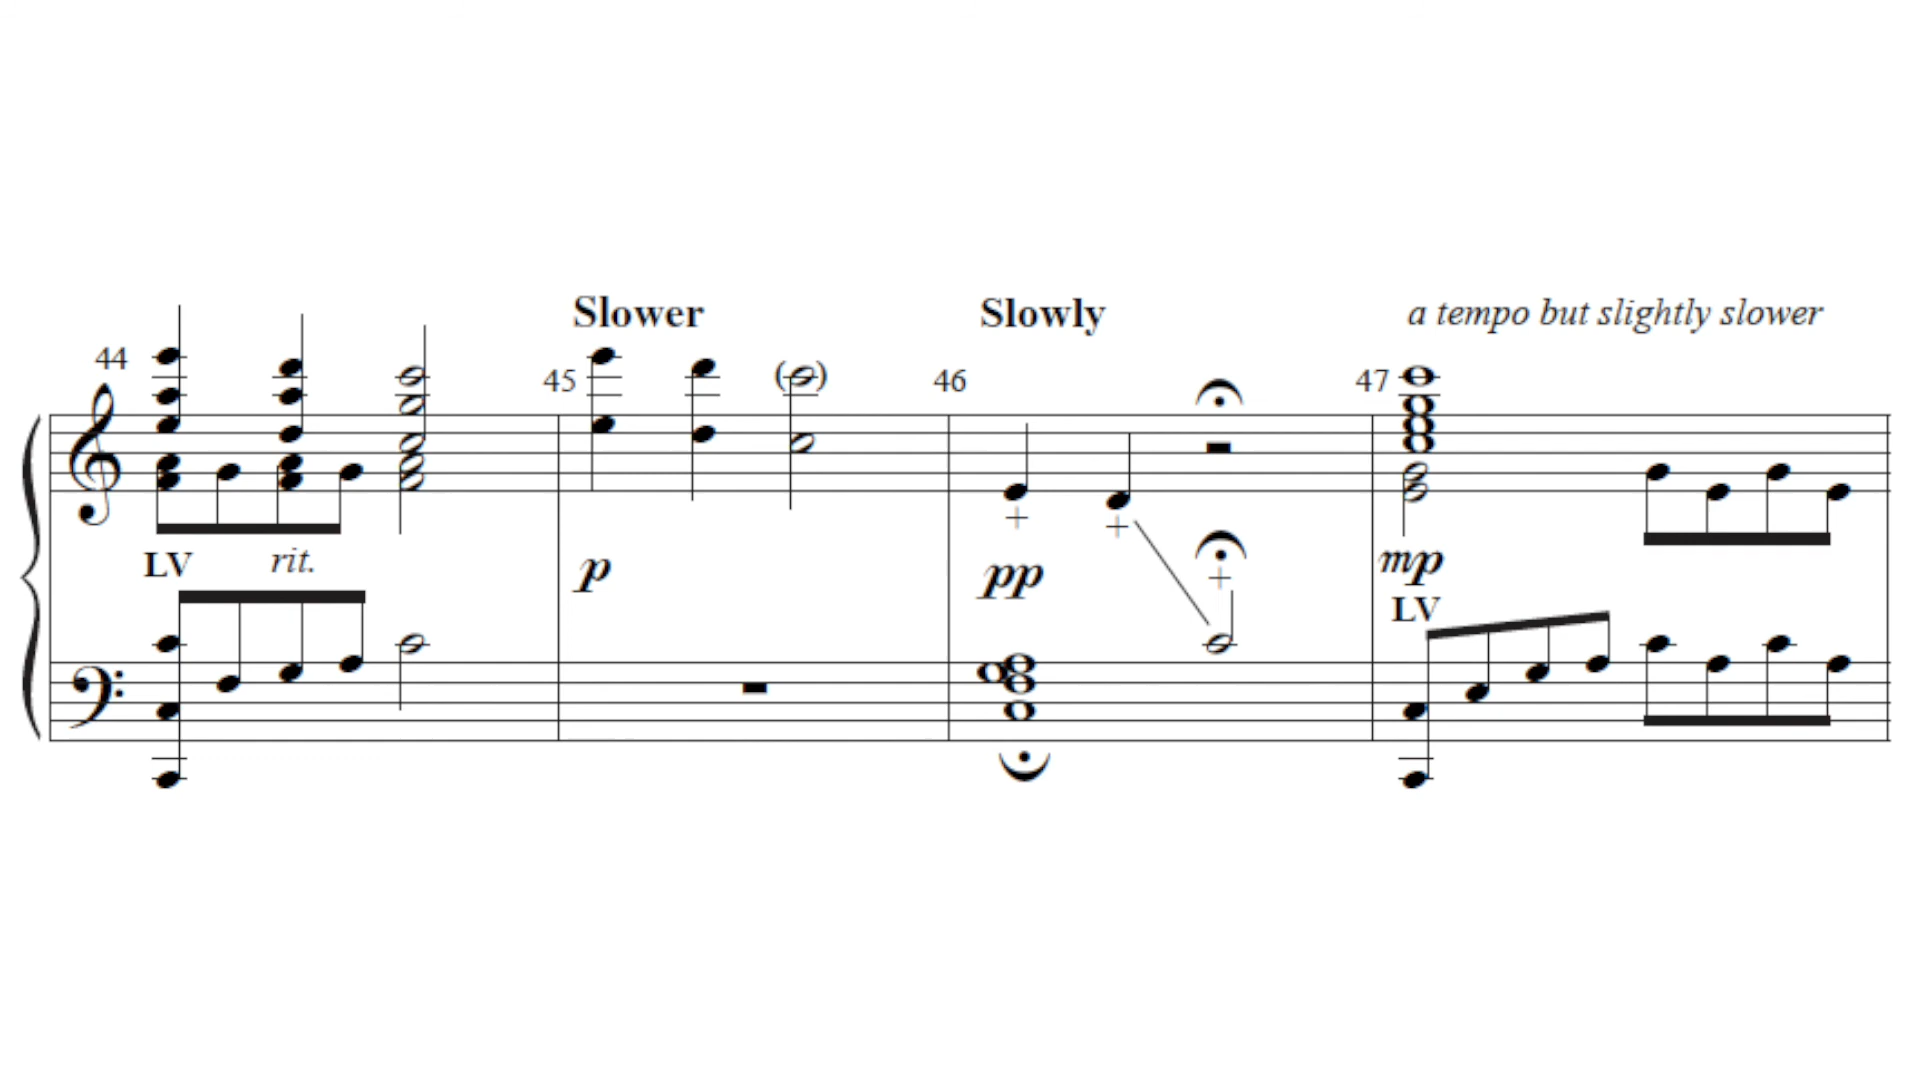 Slower Slowly a tempo but slightly slower
44 45 46 47
LV rit. p pp mp
LV